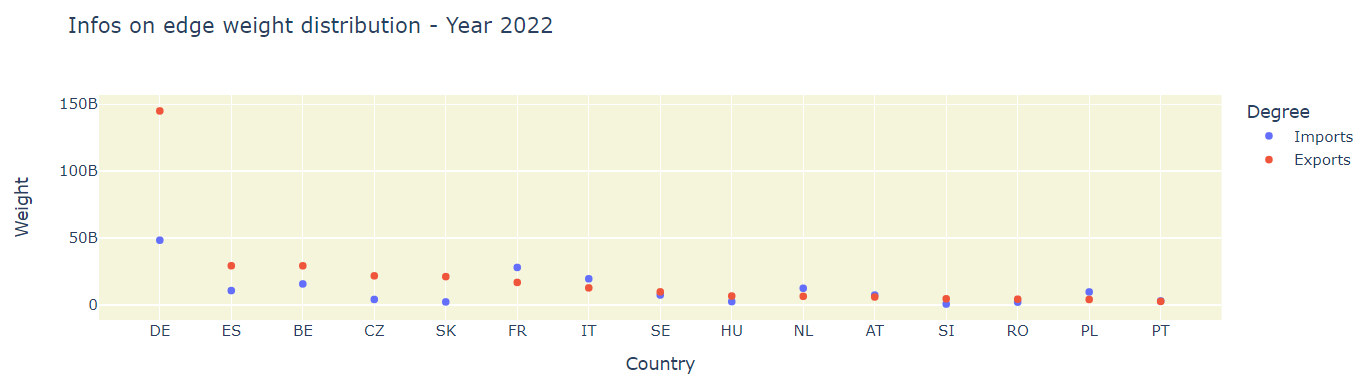 Infos on edge weight distribution - Year 2022
150B
100B
50B
0
Weight
DE ES BE CZ SK FR IT SE HU NL AT SI RO PL PT
Country
Degree
Imports
Exports